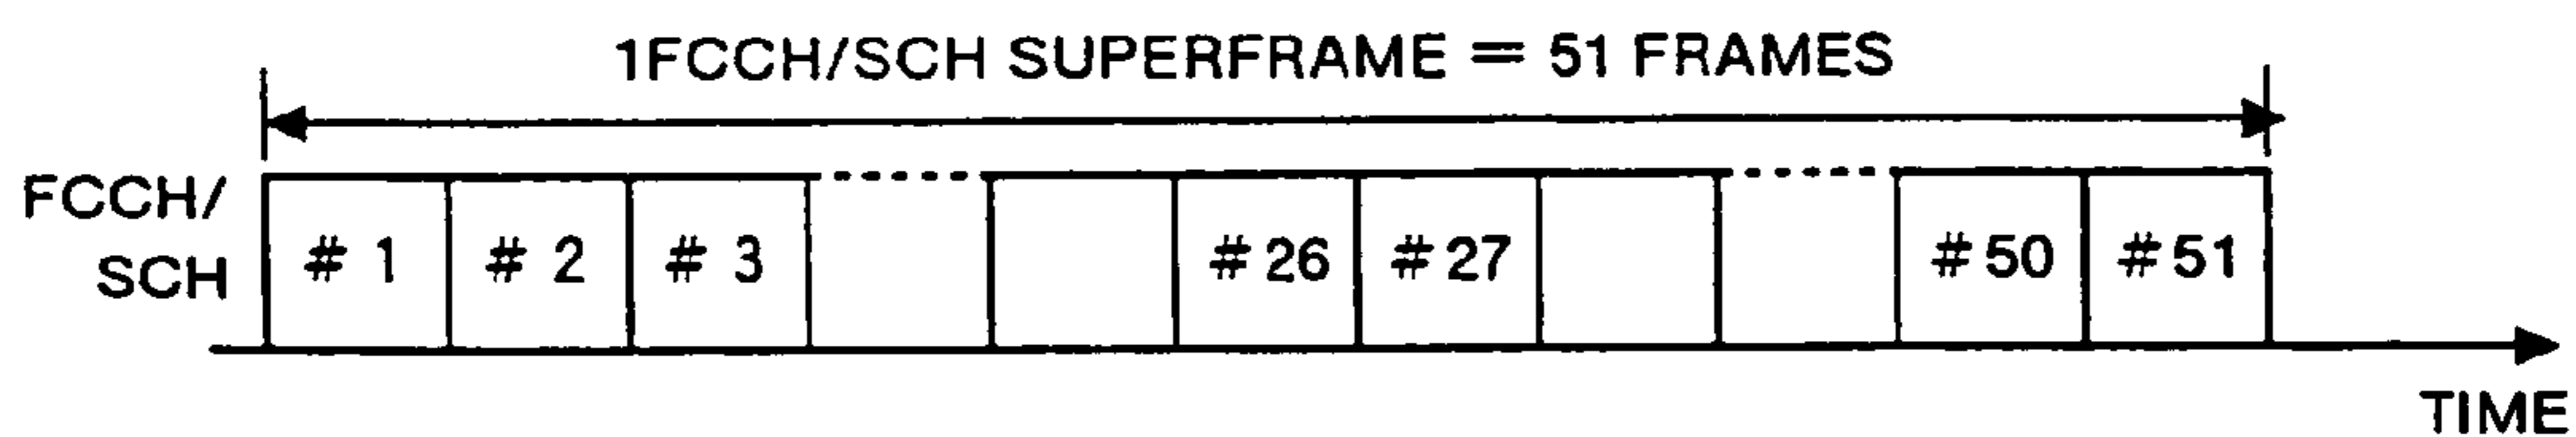 1FCCH/SCH SUPERFRAME = 51 FRAMES
FCCH/
SCH
# 1 # 2 # 3 # 26 # 27 # 50 # 51
TIME